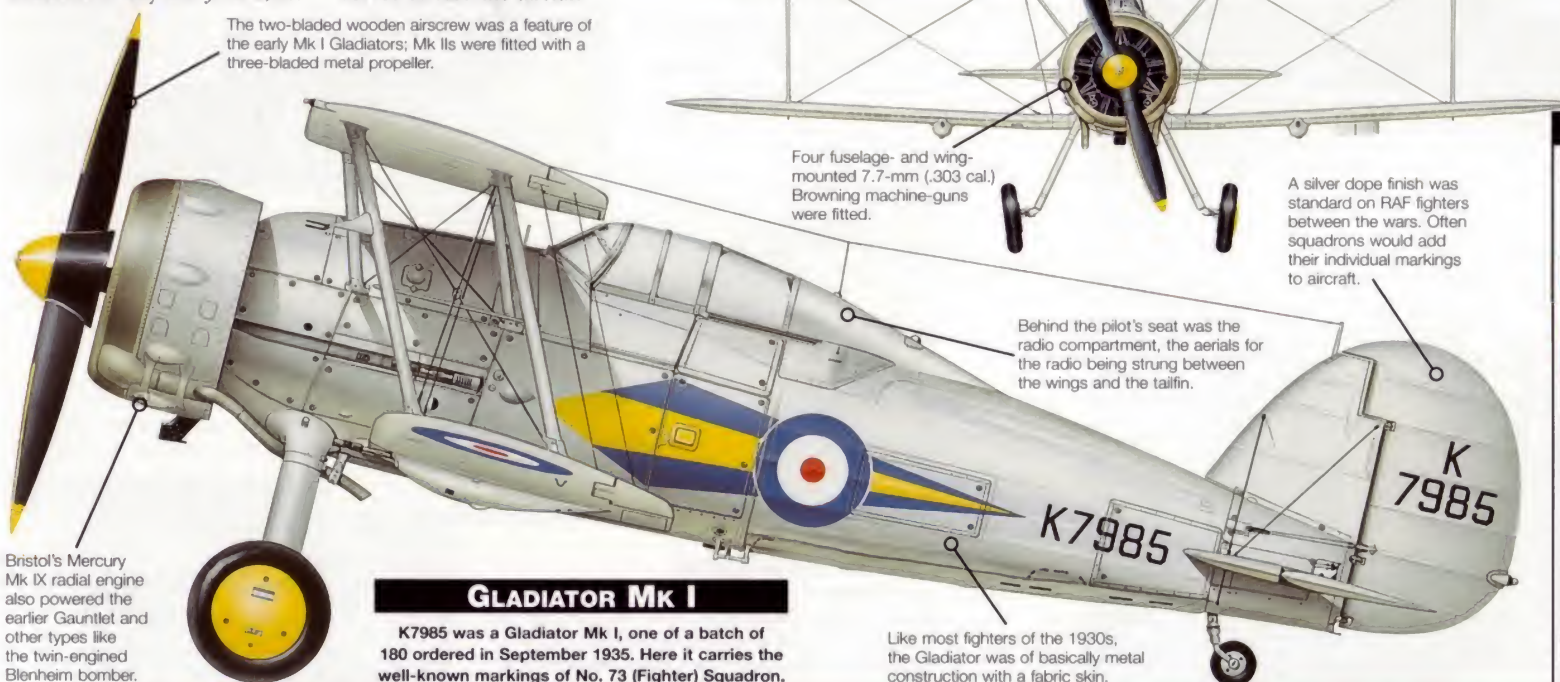 The two-bladed wooden airscrew was a feature of
the early Mk I Gladiators; Mk IIs were fitted with a
three-bladed metal propeller.
Four fuselage- and wing-
mounted 7.7-mm (.303 cal.)
Browning machine-guns
were fitted.
A silver dope finish was
standard on RAF fighters
between the wars. Often
squadrons would add
their individual markings
to aircraft.
Behind the pilot's seat was the
radio compartment, the aerials for
the radio being strung between
the wings and the tailfin.
K
7985
K7985
Bristol's Mercury
Mk IX radial engine
also powered the
earlier Gauntlet and
other types like
the twin-engined
Blenheim bomber.
GLADIATOR MK I
K7985 was a Gladiator Mk I, one of a batch of
180 ordered in September 1935. Here it carries the
well-known markings of No. 73 (Fighter) Squadron.
Like most fighters of the 1930s,
the Gladiator was of basically metal
construction with a fabric skin.